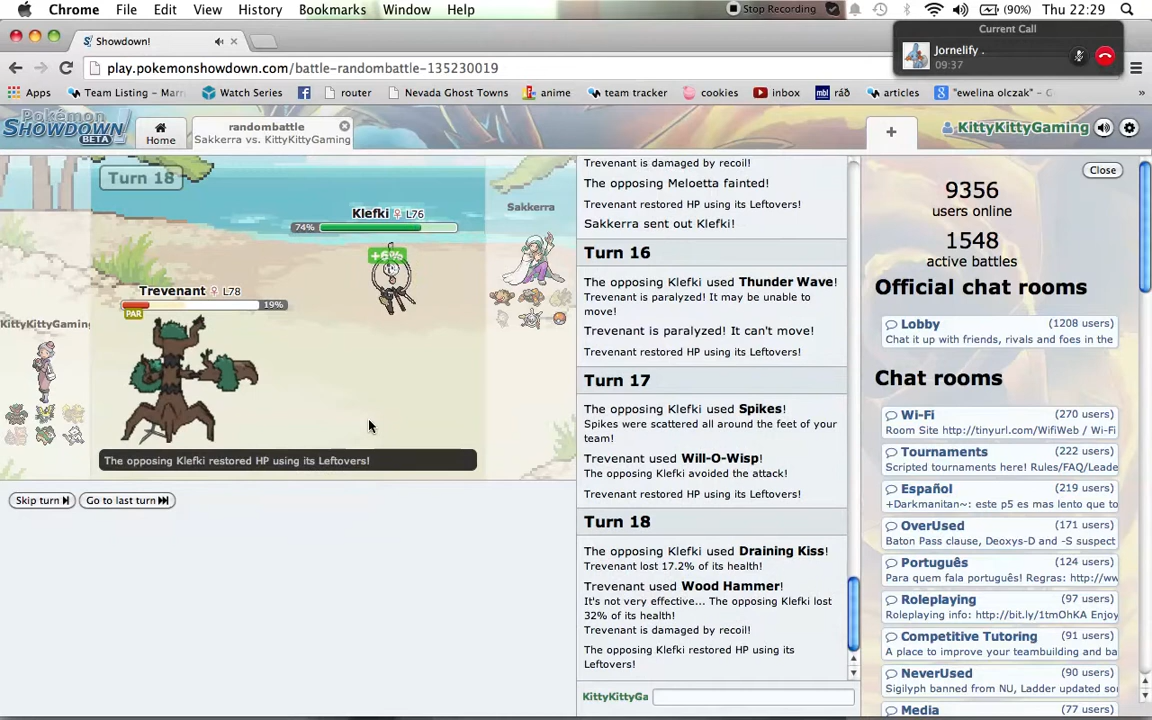 Chrome File Edit View History Bookmarks Window Help Stop Recording (90%) Thu 22:29
Current Call
Jornelify .
09:37
Showdown!
play.pokemonshowdown.com/battle-randombattle-135230019
Apps Team Listing – Mar Watch Series router Nevada Ghost Towns anime team tracker cookies inbox mbl ráð articles "ewelina olczak" – G »
Pokémon
SHOWDOWN
BETA
Home
randombattle
Sakkerra vs. KittyKittyGaming
+
KittyKittyGaming
Turn 18
Klefki ♀ L76
74%
+6%
Trevenant ♀ L78
19%
PAR
KittyKittyGaming
Sakkerra
The opposing Klefki restored HP using its Leftovers!
Skip turn
Go to last turn
Trevenant is damaged by recoil!
The opposing Meloetta fainted!
Trevenant restored HP using its Leftovers!
Sakkerra sent out Klefki!
Turn 16
The opposing Klefki used Thunder Wave!
Trevenant is paralyzed! It may be unable to
move!
Trevenant is paralyzed! It can't move!
Trevenant restored HP using its Leftovers!
Turn 17
The opposing Klefki used Spikes!
Spikes were scattered all around the feet of your
team!
Trevenant used Will-O-Wisp!
The opposing Klefki avoided the attack!
Trevenant restored HP using its Leftovers!
Turn 18
The opposing Klefki used Draining Kiss!
Trevenant lost 17.2% of its health!
Trevenant used Wood Hammer!
It's not very effective... The opposing Klefki lost
32% of its health!
Trevenant is damaged by recoil!
The opposing Klefki restored HP using its
Leftovers!
KittyKittyGa
Close
9356
users online
1548
active battles
Official chat rooms
Lobby (1208 users)
Chat it up with friends, rivals and foes in the
Chat rooms
Wi-Fi (270 users)
Room Site http://tinyurl.com/WifiWeb / Wi-Fi
Tournaments (222 users)
Scripted tournaments here! Rules/FAQ/Leade
Español (219 users)
+Darkmanitan~: este p5 es mas lento que to
OverUsed (171 users)
Baton Pass clause, Deoxys-D and -S suspect
Português (124 users)
Para quem fala português! Regras: http://ww
Roleplaying (97 users)
Roleplaying info: http://bit.ly/1tmOhKA Enjoy
Competitive Tutoring (91 users)
A place to improve your teambuilding and ba
NeverUsed (90 users)
Sigilyph banned from NU, Ladder updated so
Media (77 users)